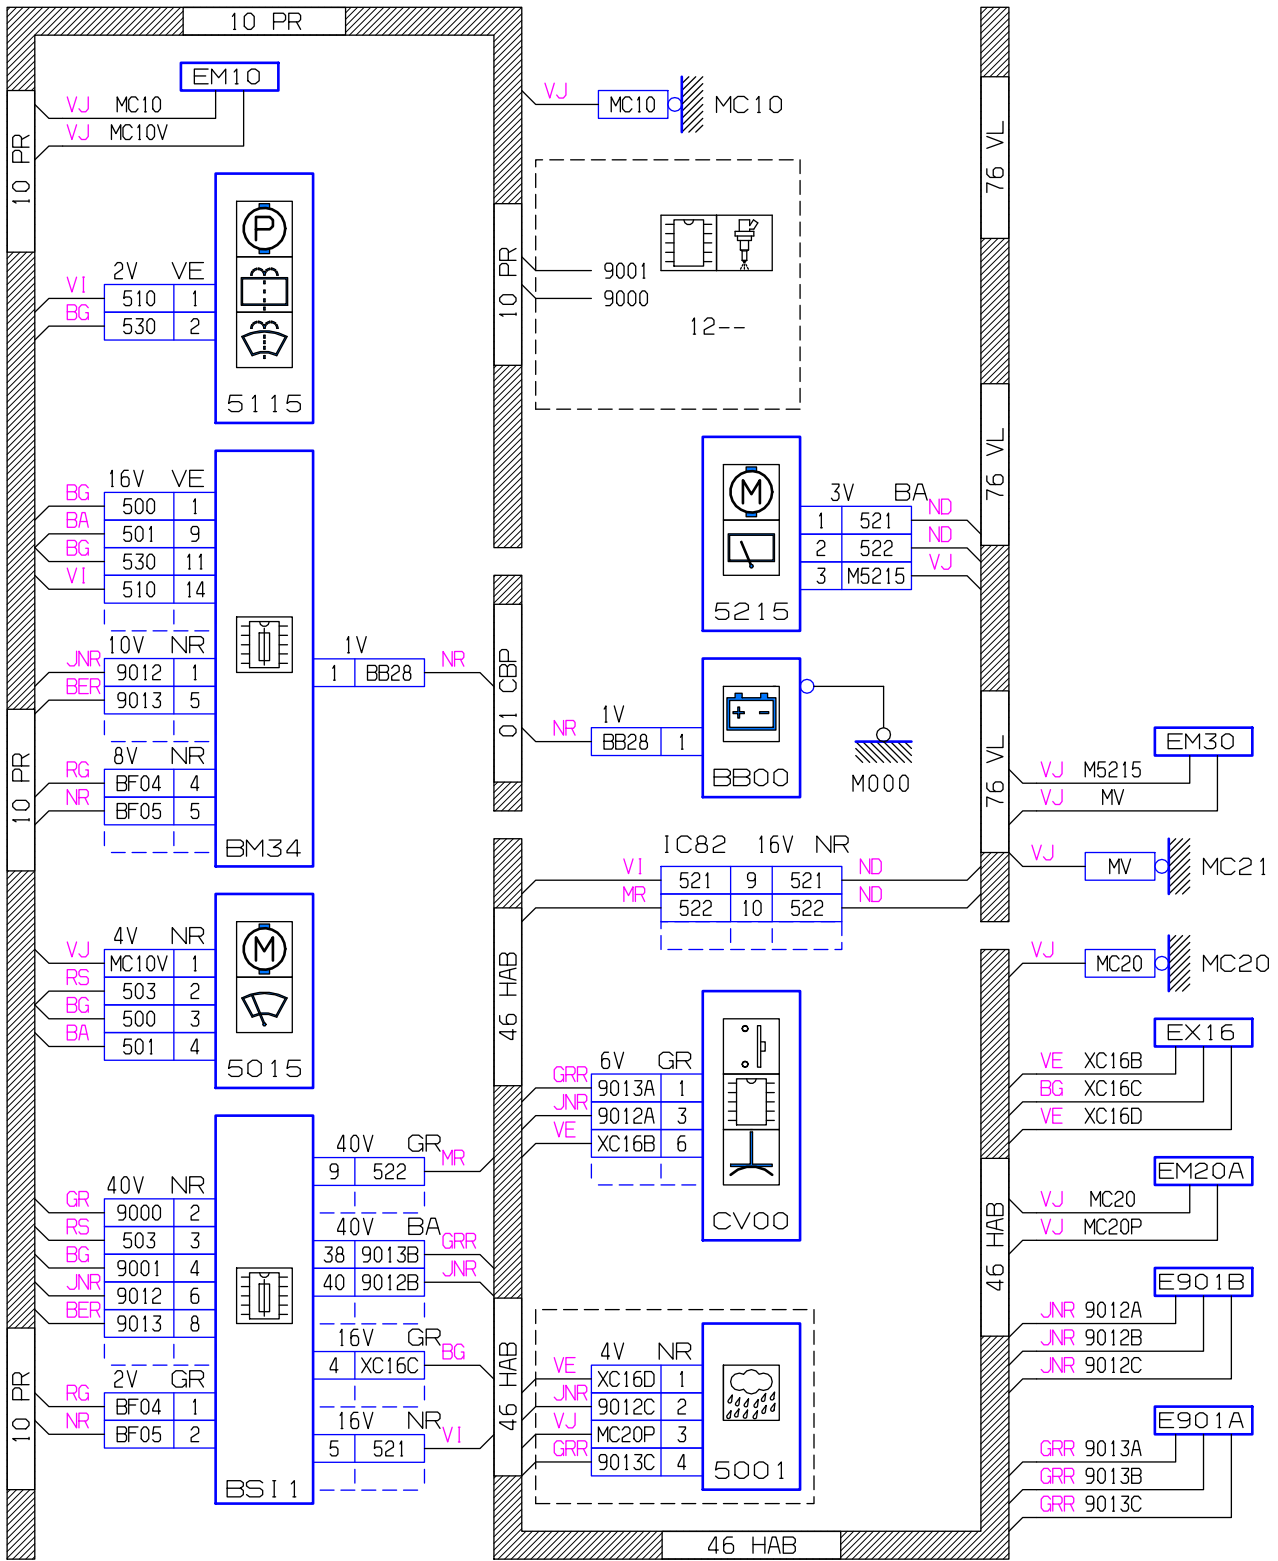 10 PR
EM10
VJ MC10
VJ MC10V
10 PR
P
2V VE
VI 510 1
BG 530 2
5115
16V VE
BG 500 1
BA 501 9
BG 530 11
VI 510 14
10V NR
JNR 9012 1
BER 9013 5
8V NR
RG BF04 4
NR BF05 5
BM34
1V
1 BB28 NR
10 PR
4V NR
VJ MC10V 1
RS 503 2
BG 500 3
BA 501 4
M
5015
40V NR
GR 9000 2
RS 503 3
BG 9001 4
JNR 9012 6
BER 9013 8
2V GR
RG BF04 1
NR BF05 2
BSI1
10 PR
40V GR
9 522 MR
40V BA
38 9013B GRR
40 9012B JNR
16V GR
4 XC16C BG
16V NR
5 521 VI
VJ MC10 MC10
10 PR
9001
9000
12--
M
5215
3V BA
1 521 ND
2 522 ND
3 M5215 VJ
01 CBP
1V
NR BB28 1
+ -
BB00
M000
IC82 16V NR
VI 521 9 521 ND
MR 522 10 522 ND
46 HAB
6V GR
GRR 9013A 1
JNR 9012A 3
VE XC16B 6
CV00
46 HAB
4V NR
VE XC16D 1
JNR 9012C 2
VJ MC20P 3
GRR 9013C 4
5001
46 HAB
76 VL
76 VL
76 VL
EM30
VJ M5215
VJ MV
VJ MV MC21
VJ MC20 MC20
EX16
VE XC16B
BG XC16C
VE XC16D
EM20A
VJ MC20
VJ MC20P
46 HAB
E901B
JNR 9012A
JNR 9012B
JNR 9012C
E901A
GRR 9013A
GRR 9013B
GRR 9013C